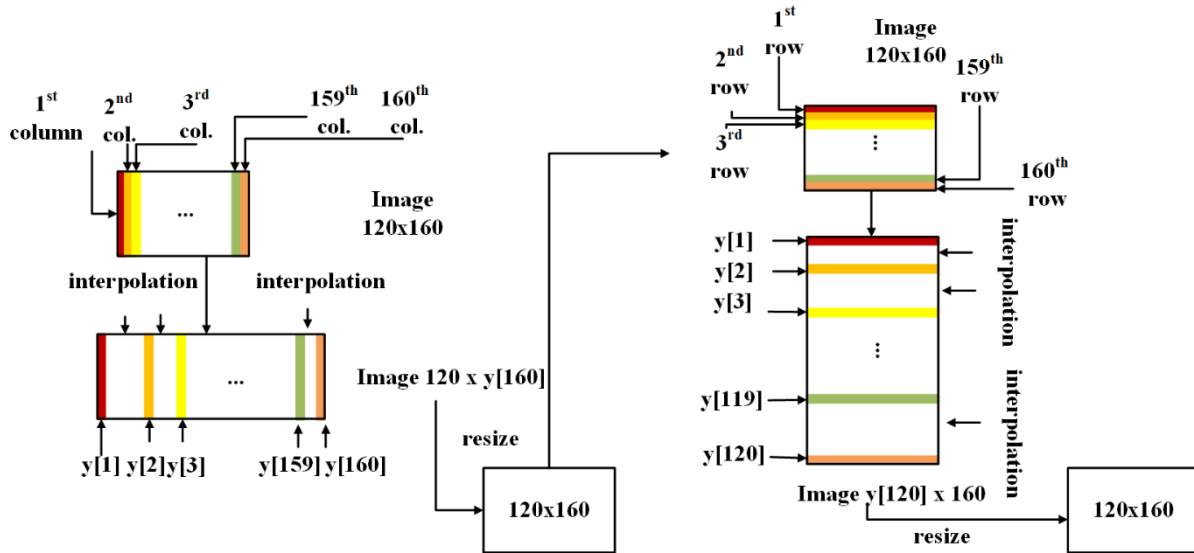 1st
column
2nd
col.
3rd
col.
159th
col.
160th
col.
...
Image
120x160
interpolation
interpolation
...
y[1]
y[2]
y[3]
y[159]
y[160]
Image 120 x y[160]
resize
120x160
1st
row
2nd
row
3rd
row
Image
120x160
159th
row
160th
row
...
y[1]
y[2]
y[3]
...
y[119]
y[120]
interpolation
interpolation
Image y[120] x 160
resize
120x160